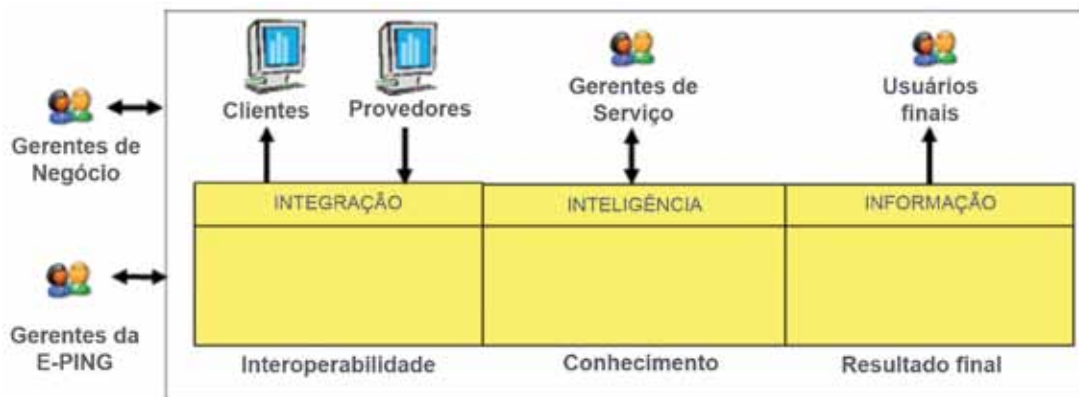 Clientes
Provedores
Gerentes de
Serviço
Usuários
finais
Gerentes de
Negócio
INTEGRAÇÃO
INTELIGÊNCIA
INFORMAÇÃO
Gerentes da
E-PING
Interoperabilidade
Conhecimento
Resultado final